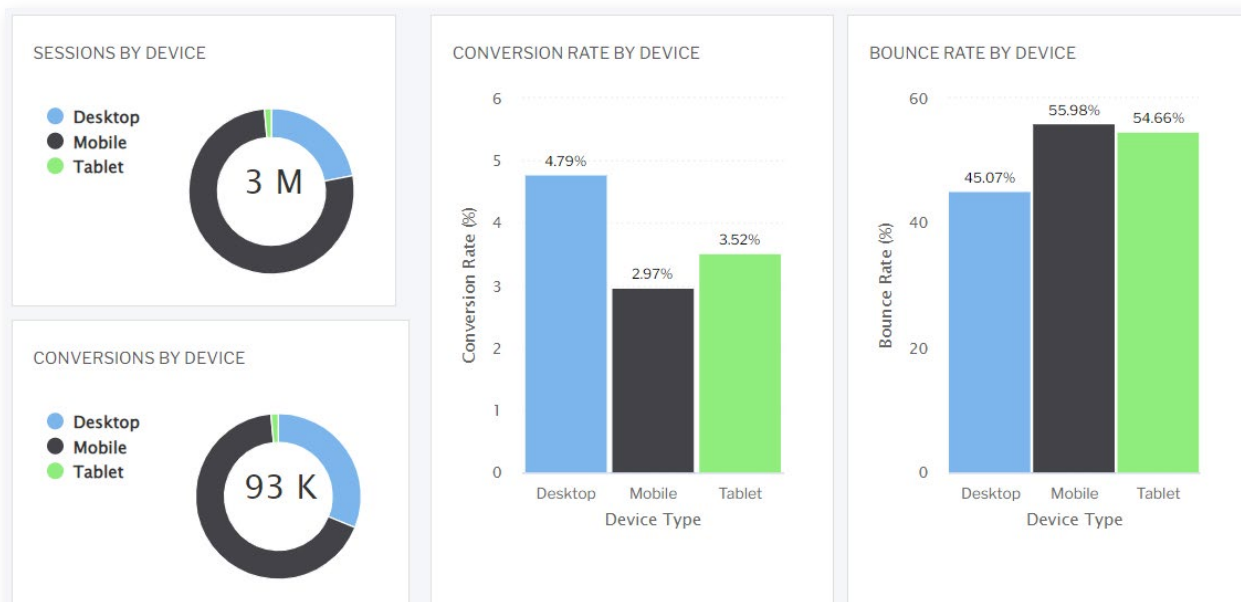 SESSIONS BY DEVICE
Desktop
Mobile
Tablet
3 M
CONVERSIONS BY DEVICE
Desktop
Mobile
Tablet
93 K
CONVERSION RATE BY DEVICE
Conversion Rate (%)
6
5
4
3
2
1
0
4.79%
2.97%
3.52%
Desktop Mobile Tablet
Device Type
BOUNCE RATE BY DEVICE
Bounce Rate (%)
60
40
20
0
45.07%
55.98%
54.66%
Desktop Mobile Tablet
Device Type